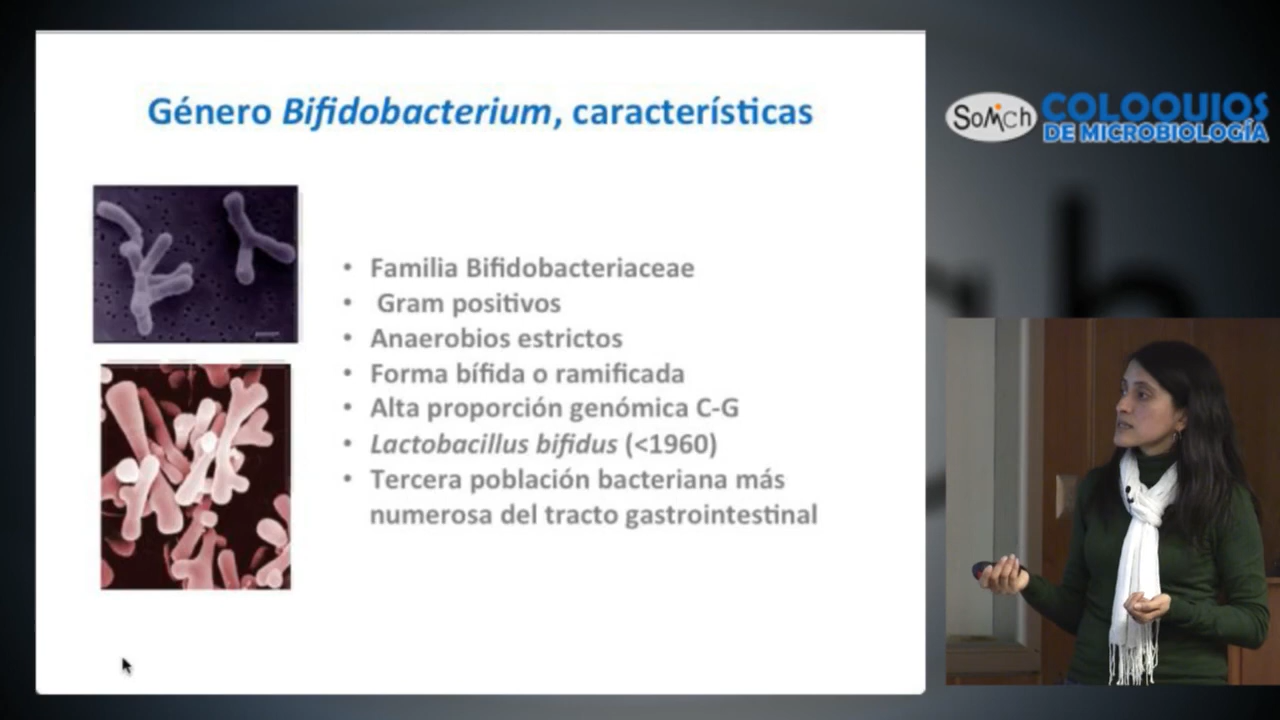 Género Bifidobacterium, características
• Familia Bifidobacteriaceae
• Gram positivos
• Anaerobios estrictos
• Forma bífida o ramificada
• Alta proporción genómica C-G
• Lactobacillus bifidus (<1960)
• Tercera población bacteriana más
numerosa del tracto gastrointestinal
SoMich
COLOQUIOS
DE MICROBIOLOGÍA